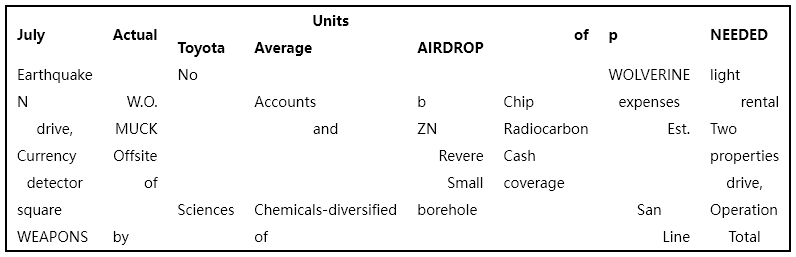 Units
July Actual of p NEEDED
Toyota Average AIRDROP
Earthquake No WOLVERINE light
N W.O. Accounts b Chip expenses rental
drive, MUCK and ZN Radiocarbon Est. Two
Currency Offsite Revere Cash properties
detector of Small coverage drive,
square Sciences Chemicals-diversified borehole San Operation
WEAPONS by of Line Total